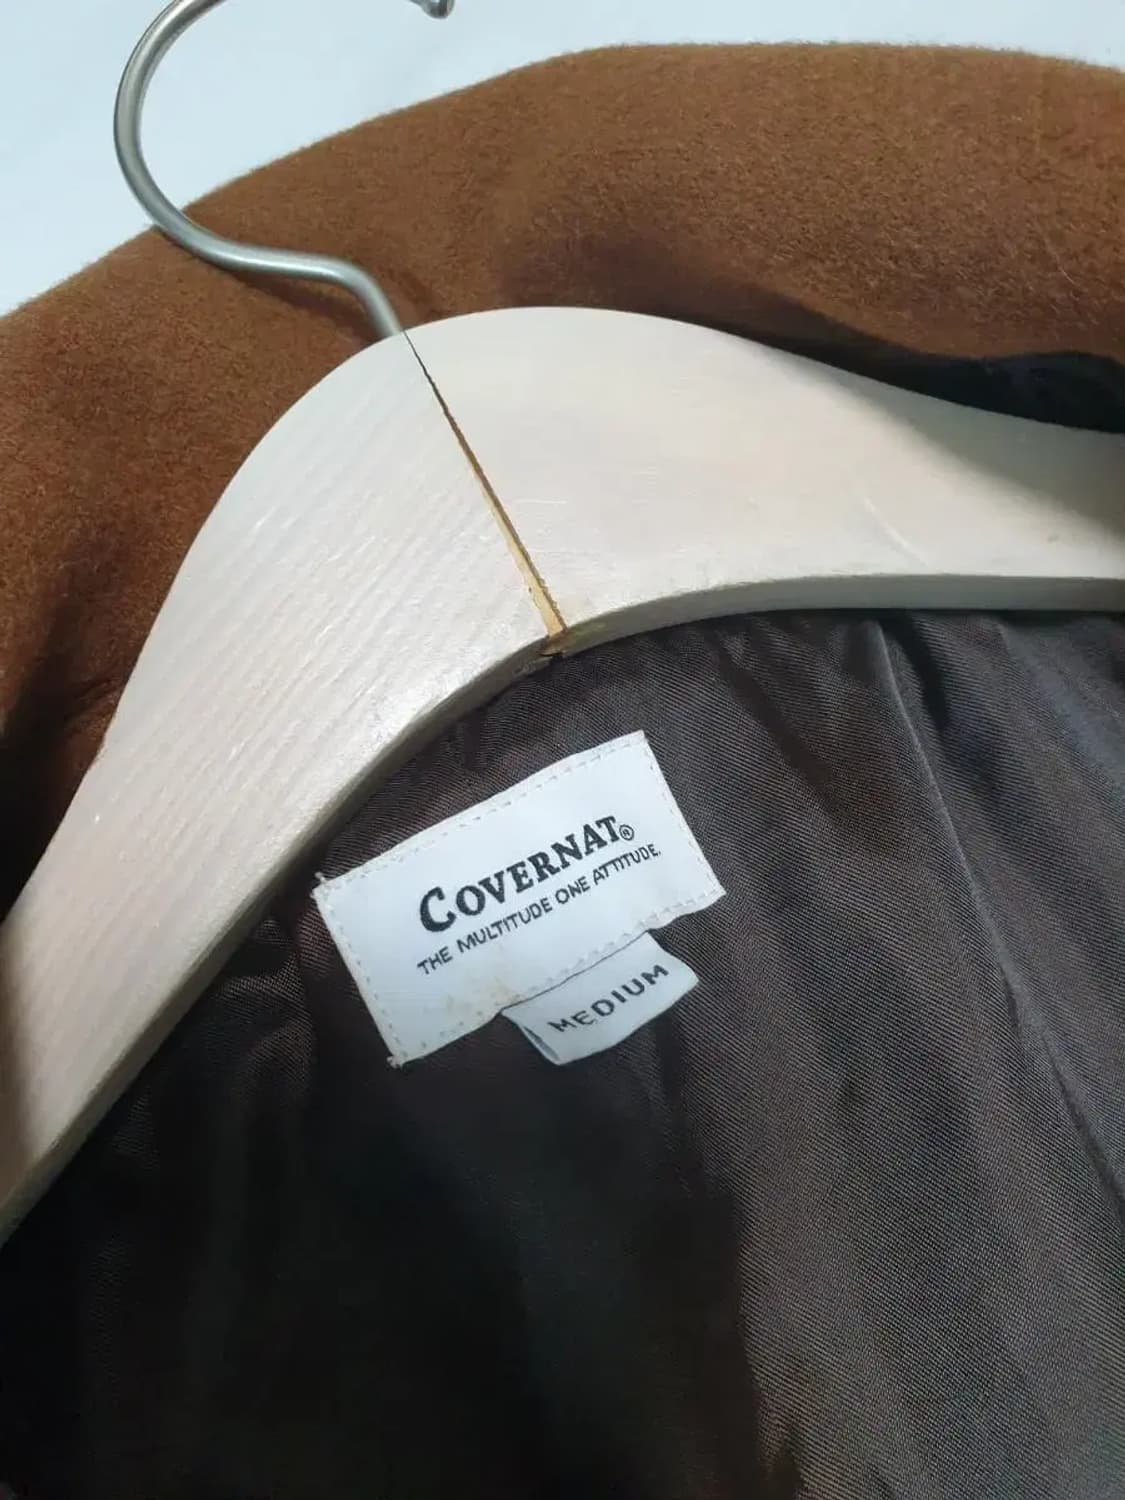 COVERNAT®
THE MULTITUDE ONE ATTITUDE.
MEDIUM